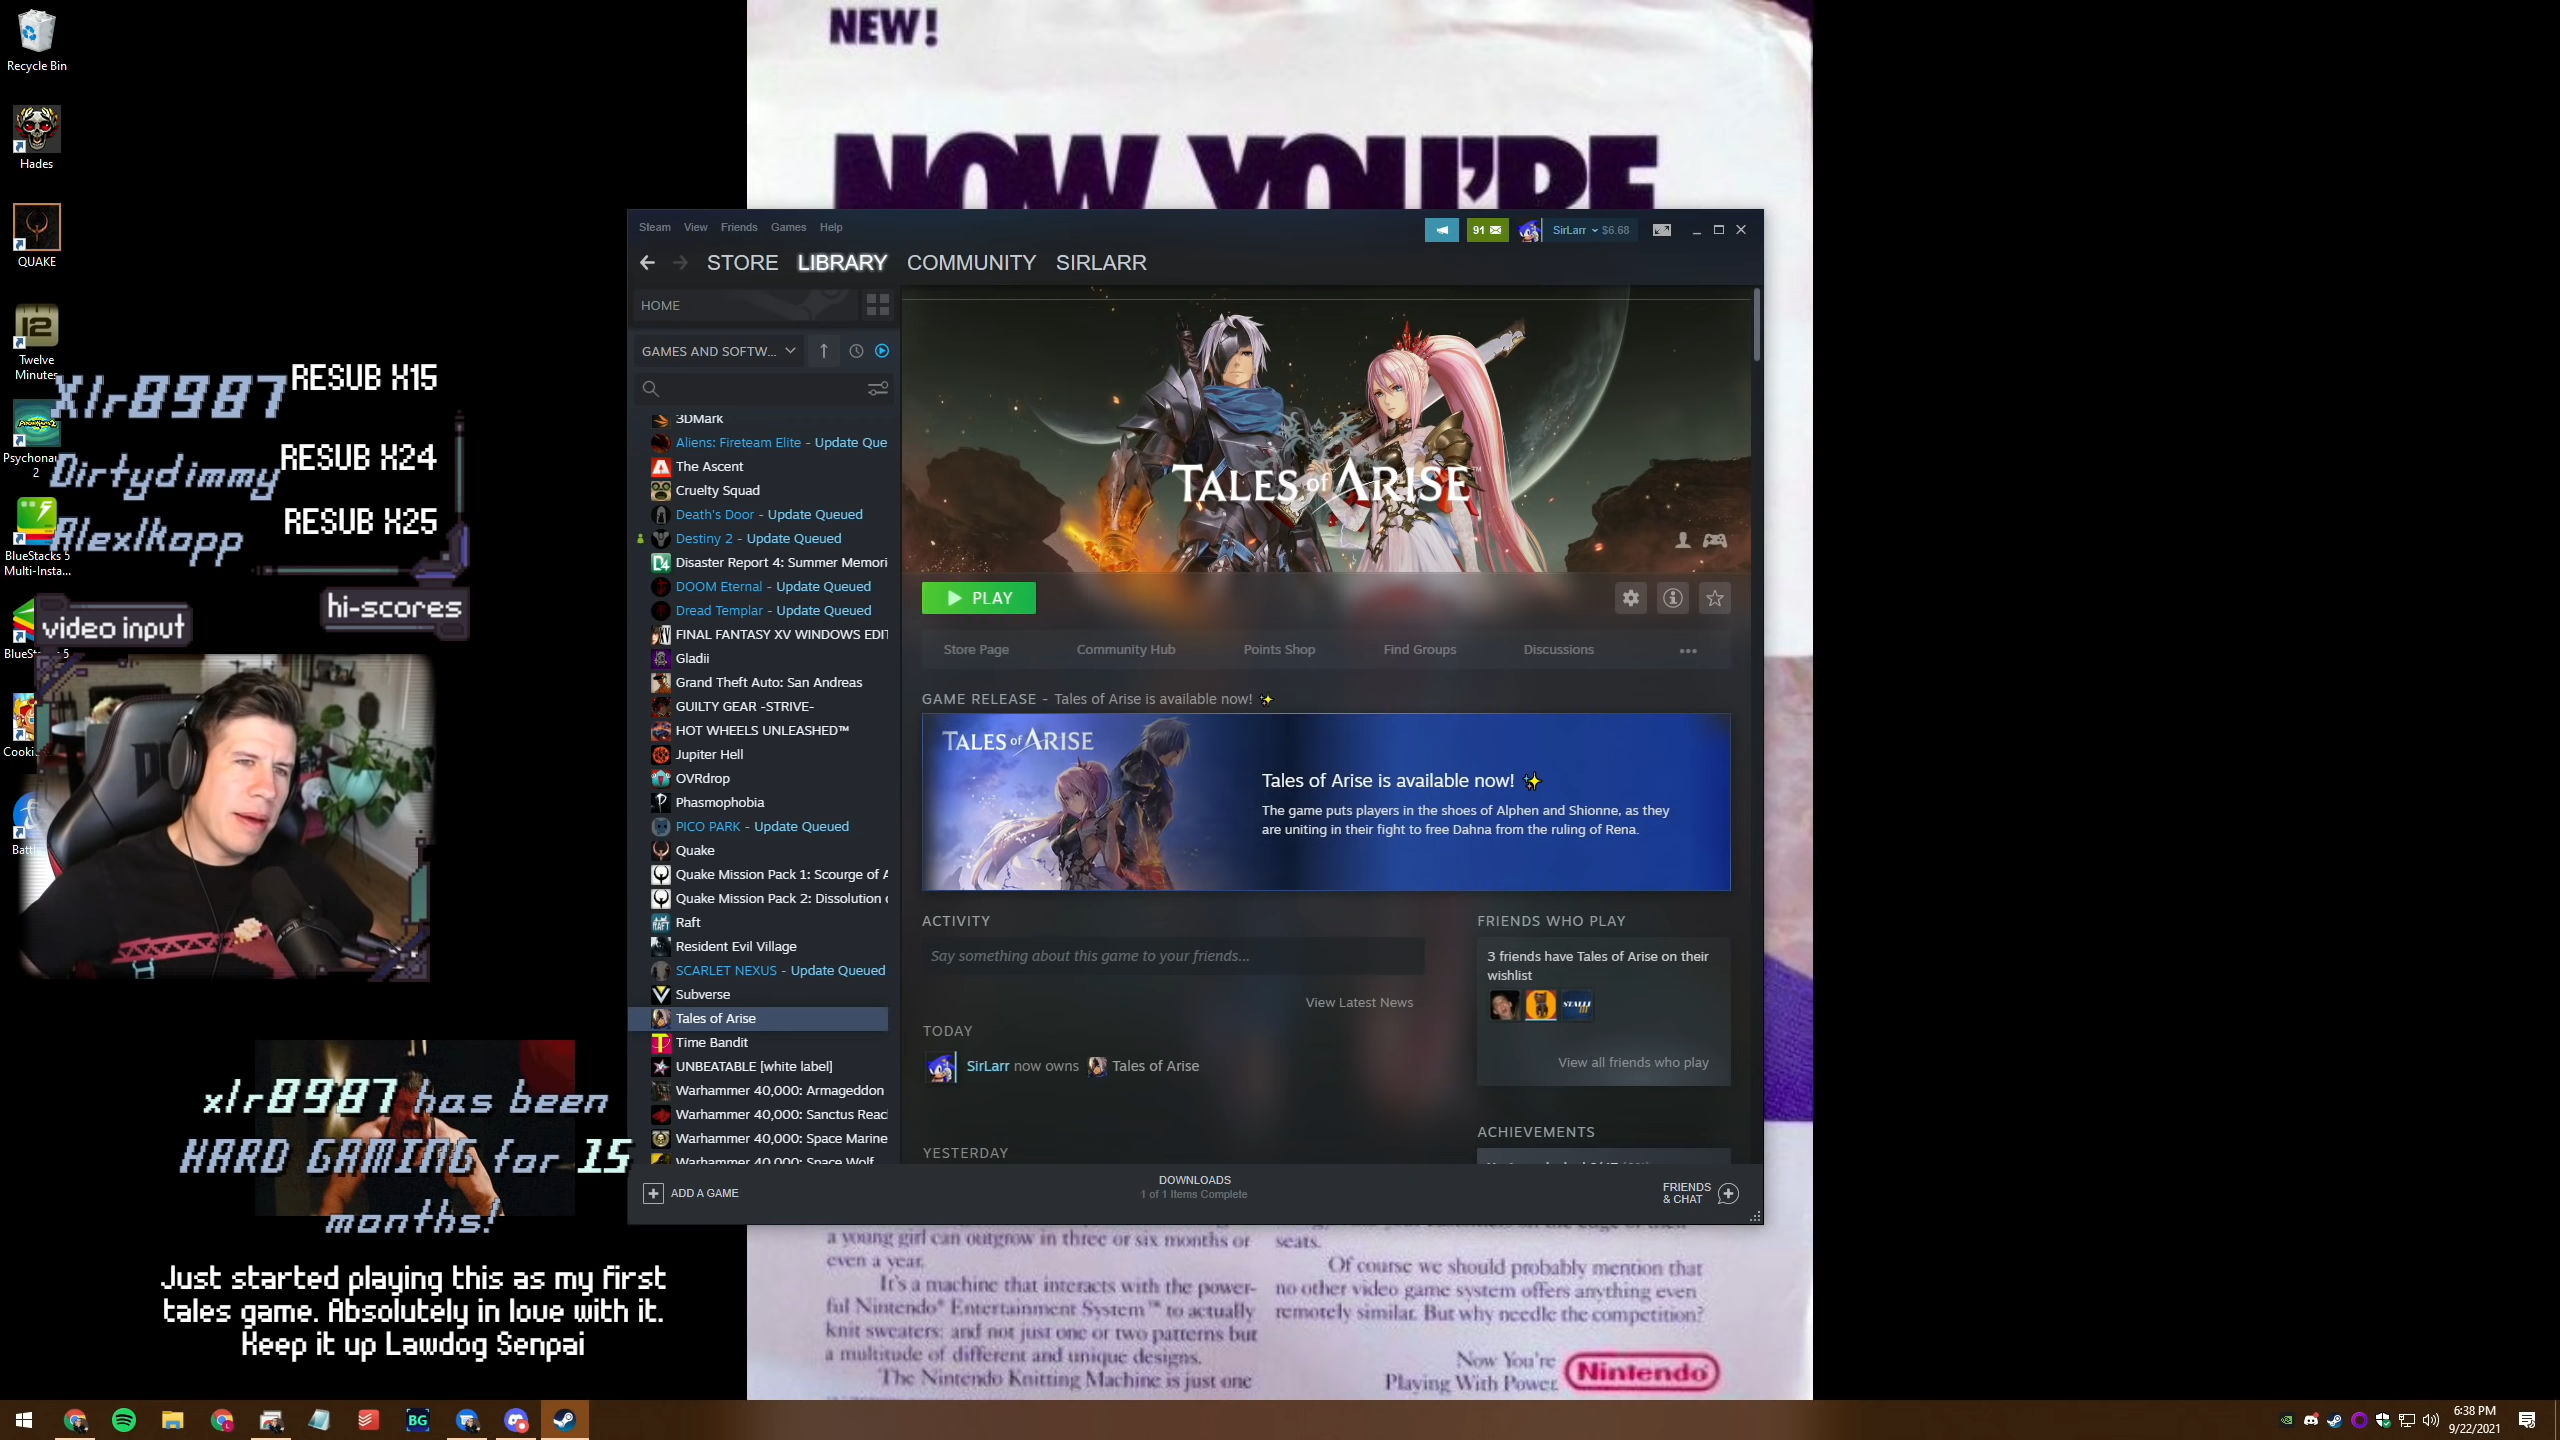 Recycle Bin
Hades
QUAKE
Twelve
Minutes
Psychonau
2
BlueStacks 5
Multi-Insta...
BlueSt
5
Cooki
Batt
NEW!
NOW YOU'RE
Xlr8987 RESUB X15
Dirtydimmy RESUB X24
Alexlkapp RESUB X25
hi-scores
video input
xlr8987 has been
HARD GAMING for 15
months!
Just started playing this as my first
tales game. Absolutely in love with it.
Keep it up Lawdog Senpai
Steam View Friends Games Help
91
SirLarr $6.68
STORE LIBRARY COMMUNITY SIRLARR
HOME
GAMES AND SOFTW...
3DMark
Aliens: Fireteam Elite - Update Que
The Ascent
Cruelty Squad
Death's Door - Update Queued
Destiny 2 - Update Queued
Disaster Report 4: Summer Memori
DOOM Eternal - Update Queued
Dread Templar - Update Queued
FINAL FANTASY XV WINDOWS EDIT
Gladii
Grand Theft Auto: San Andreas
GUILTY GEAR -STRIVE-
HOT WHEELS UNLEASHED™
Jupiter Hell
OVRdrop
Phasmophobia
PICO PARK - Update Queued
Quake
Quake Mission Pack 1: Scourge of A
Quake Mission Pack 2: Dissolution o
Raft
Resident Evil Village
SCARLET NEXUS - Update Queued
Subverse
Tales of Arise
Time Bandit
UNBEATABLE [white label]
Warhammer 40,000: Armageddon
Warhammer 40,000: Sanctus Reac
Warhammer 40,000: Space Marine
Warhammer 40,000: Space Wolf
TALES of ARISE™
PLAY
Store Page Community Hub Points Shop Find Groups Discussions
GAME RELEASE - Tales of Arise is available now! ✨
TALES of ARISE
Tales of Arise is available now! ✨
The game puts players in the shoes of Alphen and Shionne, as they
are uniting in their fight to free Dahna from the ruling of Rena.
ACTIVITY
Say something about this game to your friends...
View Latest News
TODAY
SirLarr now owns Tales of Arise
YESTERDAY
FRIENDS WHO PLAY
3 friends have Tales of Arise on their
wishlist
STALLI
View all friends who play
ACHIEVEMENTS
ADD A GAME
DOWNLOADS
1 of 1 Items Complete
FRIENDS
& CHAT
a young girl can outgrow in three or six months or
even a year.
It's a machine that interacts with the power-
ful Nintendo® Entertainment System™ to actually
knit sweaters; and not just one or two patterns but
a multitude of different and unique designs.
The Nintendo Knitting Machine is just one
seats.
Of course we should probably mention that
no other video game system offers anything even
remotely similar. But why needle the competition?
Now You're
Playing With Power.
Nintendo
BG
6:38 PM
9/22/2021